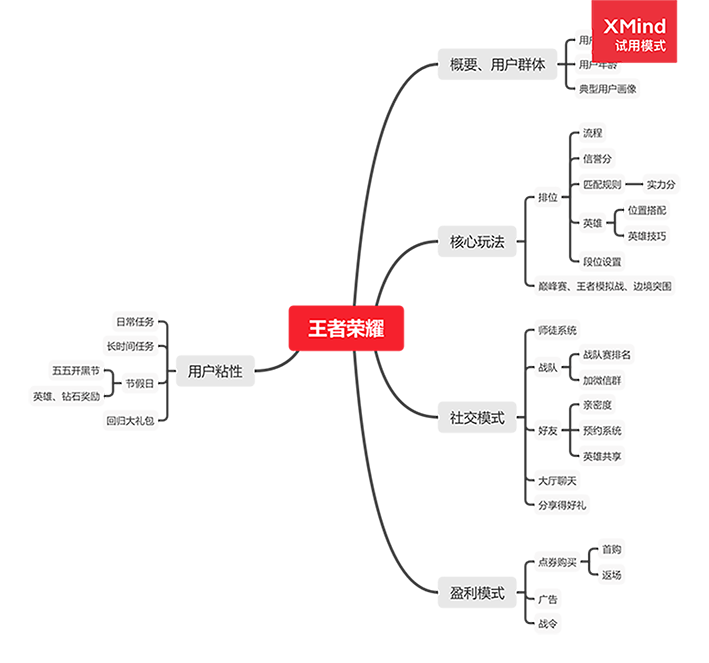 XMind
试用模式
王者荣耀
概要、用户群体
用户年龄
典型用户画像
核心玩法
排位
流程
信誉分
匹配规则
实力分
英雄
位置搭配
英雄技巧
段位设置
巅峰赛、王者模拟战、边境突围
社交模式
师徒系统
战队
战队赛排名
加微信群
好友
亲密度
预约系统
英雄共享
大厅聊天
分享得好礼
盈利模式
点券购买
首购
返场
广告
战令
用户粘性
日常任务
长时间任务
节假日
五五开黑节
英雄、钻石奖励
回归大礼包